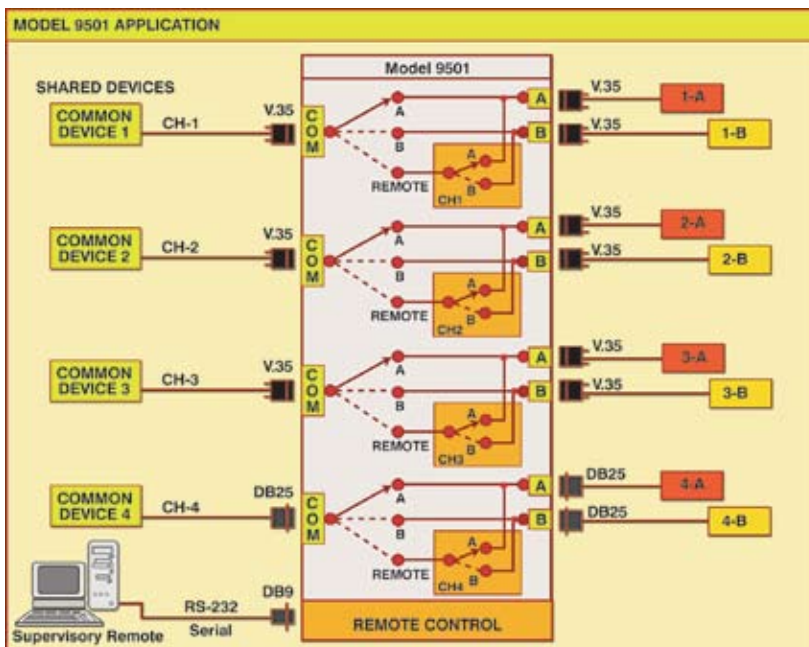 MODEL 9501 APPLICATION
Model 9501
SHARED DEVICES
COMMON
DEVICE 1
CH-1
V.35
COM
A
B
REMOTE
A
B
CH1
A
B
V.35
1-A
V.35
1-B
COMMON
DEVICE 2
CH-2
V.35
COM
A
B
REMOTE
A
B
CH2
A
B
V.35
2-A
V.35
2-B
COMMON
DEVICE 3
CH-3
V.35
COM
A
B
REMOTE
A
B
CH3
A
B
V.35
3-A
V.35
3-B
COMMON
DEVICE 4
CH-4
DB25
COM
A
B
REMOTE
A
B
CH4
A
B
DB25
4-A
DB25
4-B
Supervisory Remote
RS-232
Serial
DB9
REMOTE CONTROL